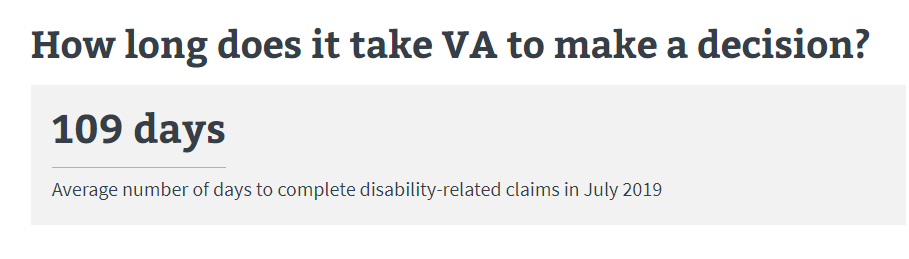 How long does it take VA to make a decision?
109 days
Average number of days to complete disability-related claims in July 2019